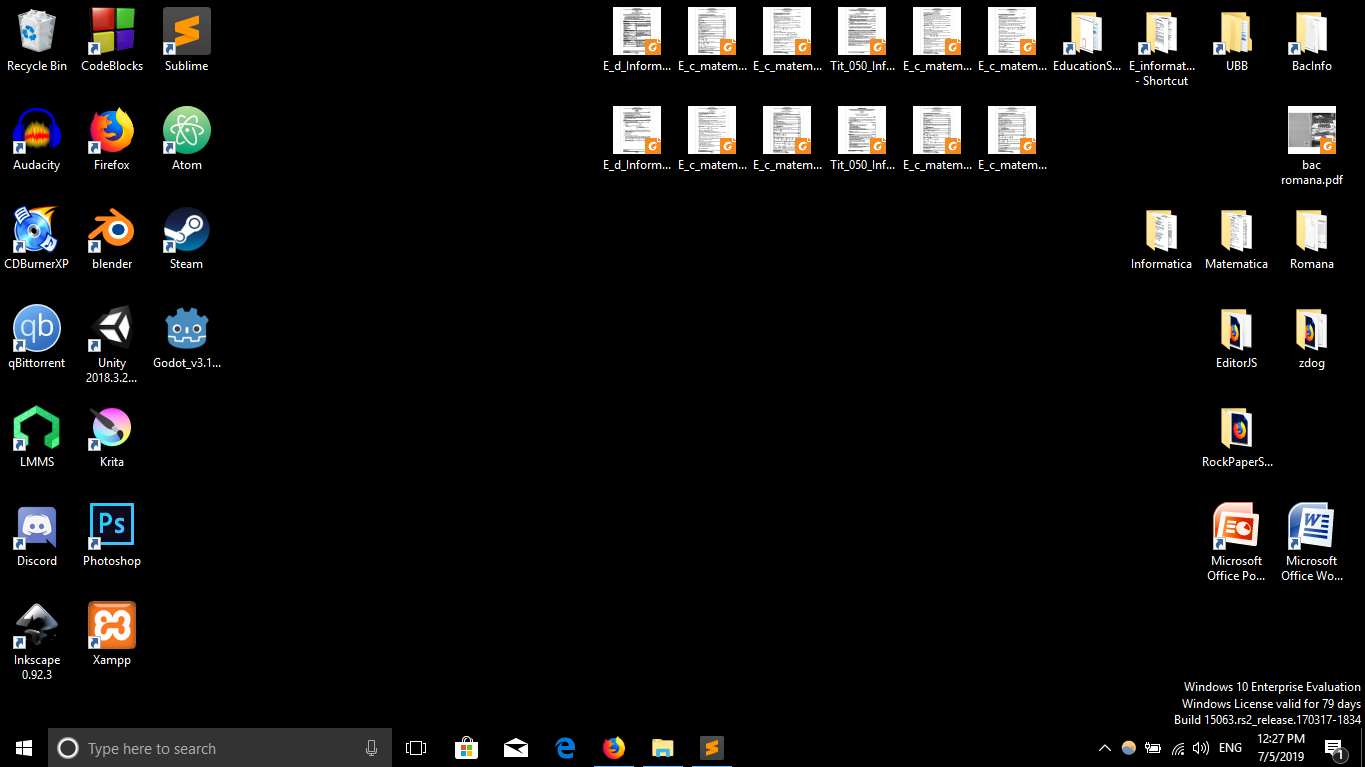 Recycle Bin
CodeBlocks
Sublime
E_d_Inform...
E_c_matem...
E_c_matem...
Tit_050_Inf...
E_c_matem...
E_c_matem...
EducationS...
E_informat...
- Shortcut
UBB
BacInfo
Audacity
Firefox
Atom
E_d_Inform...
E_c_matem...
E_c_matem...
Tit_050_Inf...
E_c_matem...
E_c_matem...
bac
romana.pdf
CDBurnerXP
blender
Steam
Informatica
Matematica
Romana
qb
qBittorrent
Unity
2018.3.2...
Godot_v3.1...
EditorJS
zdog
LMMS
Krita
RockPaperS...
Discord
Ps
Photoshop
Microsoft
Office Po...
W
Microsoft
Office Wo...
Inkscape
0.92.3
Xampp
Windows 10 Enterprise Evaluation
Windows License valid for 79 days
Build 15063.rs2_release.170317-1834
Type here to search
ENG
12:27 PM
7/5/2019
1